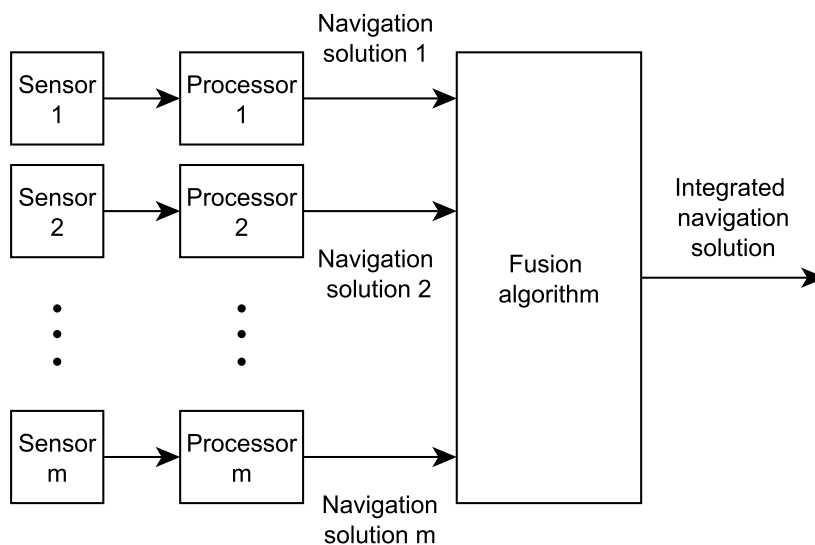 Navigation
solution 1
Sensor
1
Processor
1
Sensor
2
Processor
2
Navigation
solution 2
Fusion
algorithm
Integrated
navigation
solution
Sensor
m
Processor
m
Navigation
solution m